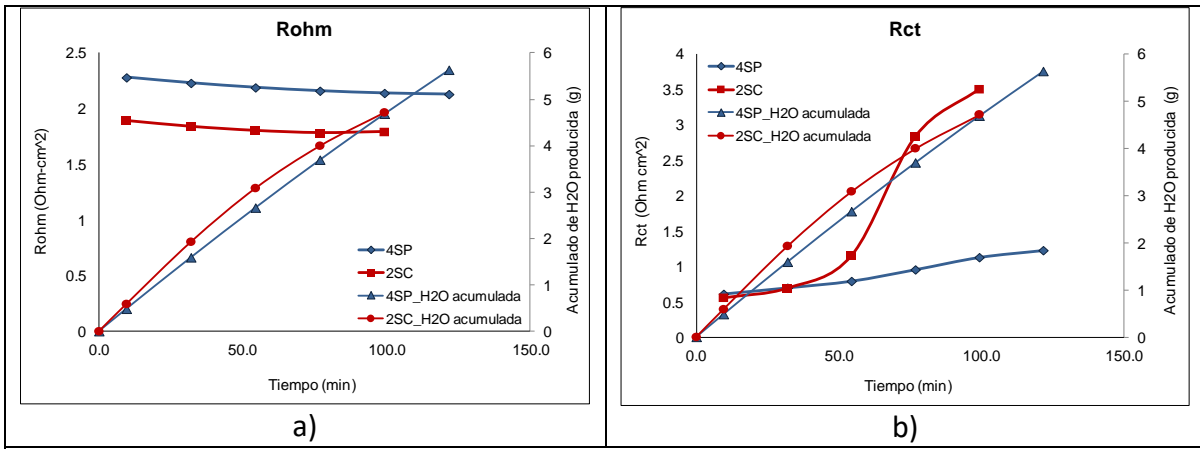 Rohm
Rohm (Ohm-cm^2)
2.5
2
1.5
1
0.5
0
6
5
4
3
2
1
0
Acumulado de H2O producida (g)
4SP
2SC
4SP_H2O acumulada
2SC_H2O acumulada
0.0 50.0 100.0 150.0
Tiempo (min)
a)
Rct
Rct (Ohm cm^2)
4
3.5
3
2.5
2
1.5
1
0.5
0
6
5
4
3
2
1
0
Acumulado de H2O producida (g)
4SP
2SC
4SP_H2O acumulada
2SC_H2O acumulada
0.0 50.0 100.0 150.0
Tiempo (min)
b)